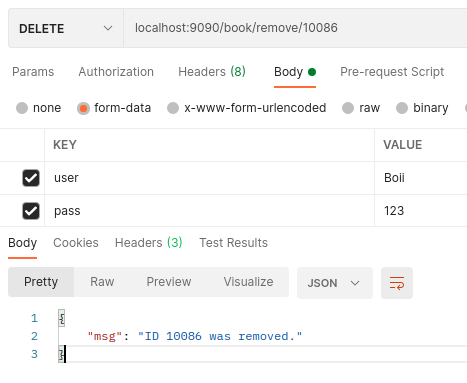 DELETE localhost:9090/book/remove/10086
Params Authorization Headers (8) Body Pre-request Script
none form-data x-www-form-urlencoded raw binary
KEY VALUE
user Boii
pass 123
Body Cookies Headers (3) Test Results
Pretty Raw Preview Visualize JSON
1 {
2 "msg": "ID 10086 was removed."
3 }